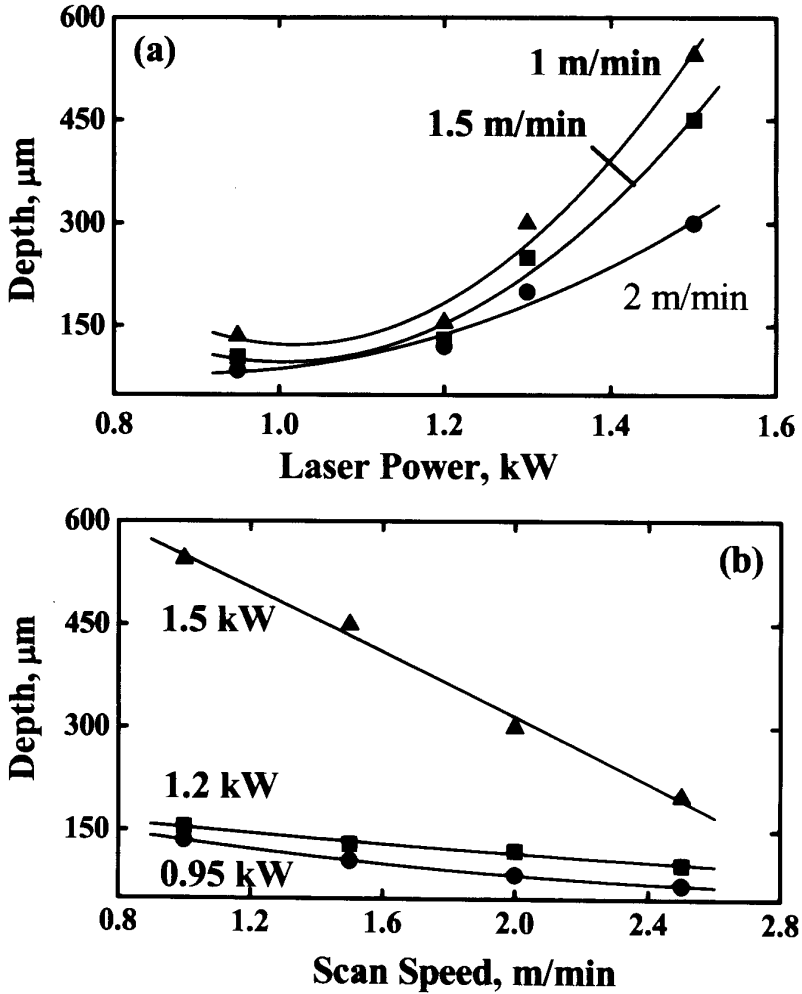 600
(a)
1 m/min
1.5 m/min
450
Depth, μm
300
2 m/min
150
0.8 1.0 1.2 1.4 1.6
Laser Power, kW
600
(b)
450
1.5 kW
Depth, μm
300
1.2 kW
150
0.95 kW
0.8 1.2 1.6 2.0 2.4 2.8
Scan Speed, m/min